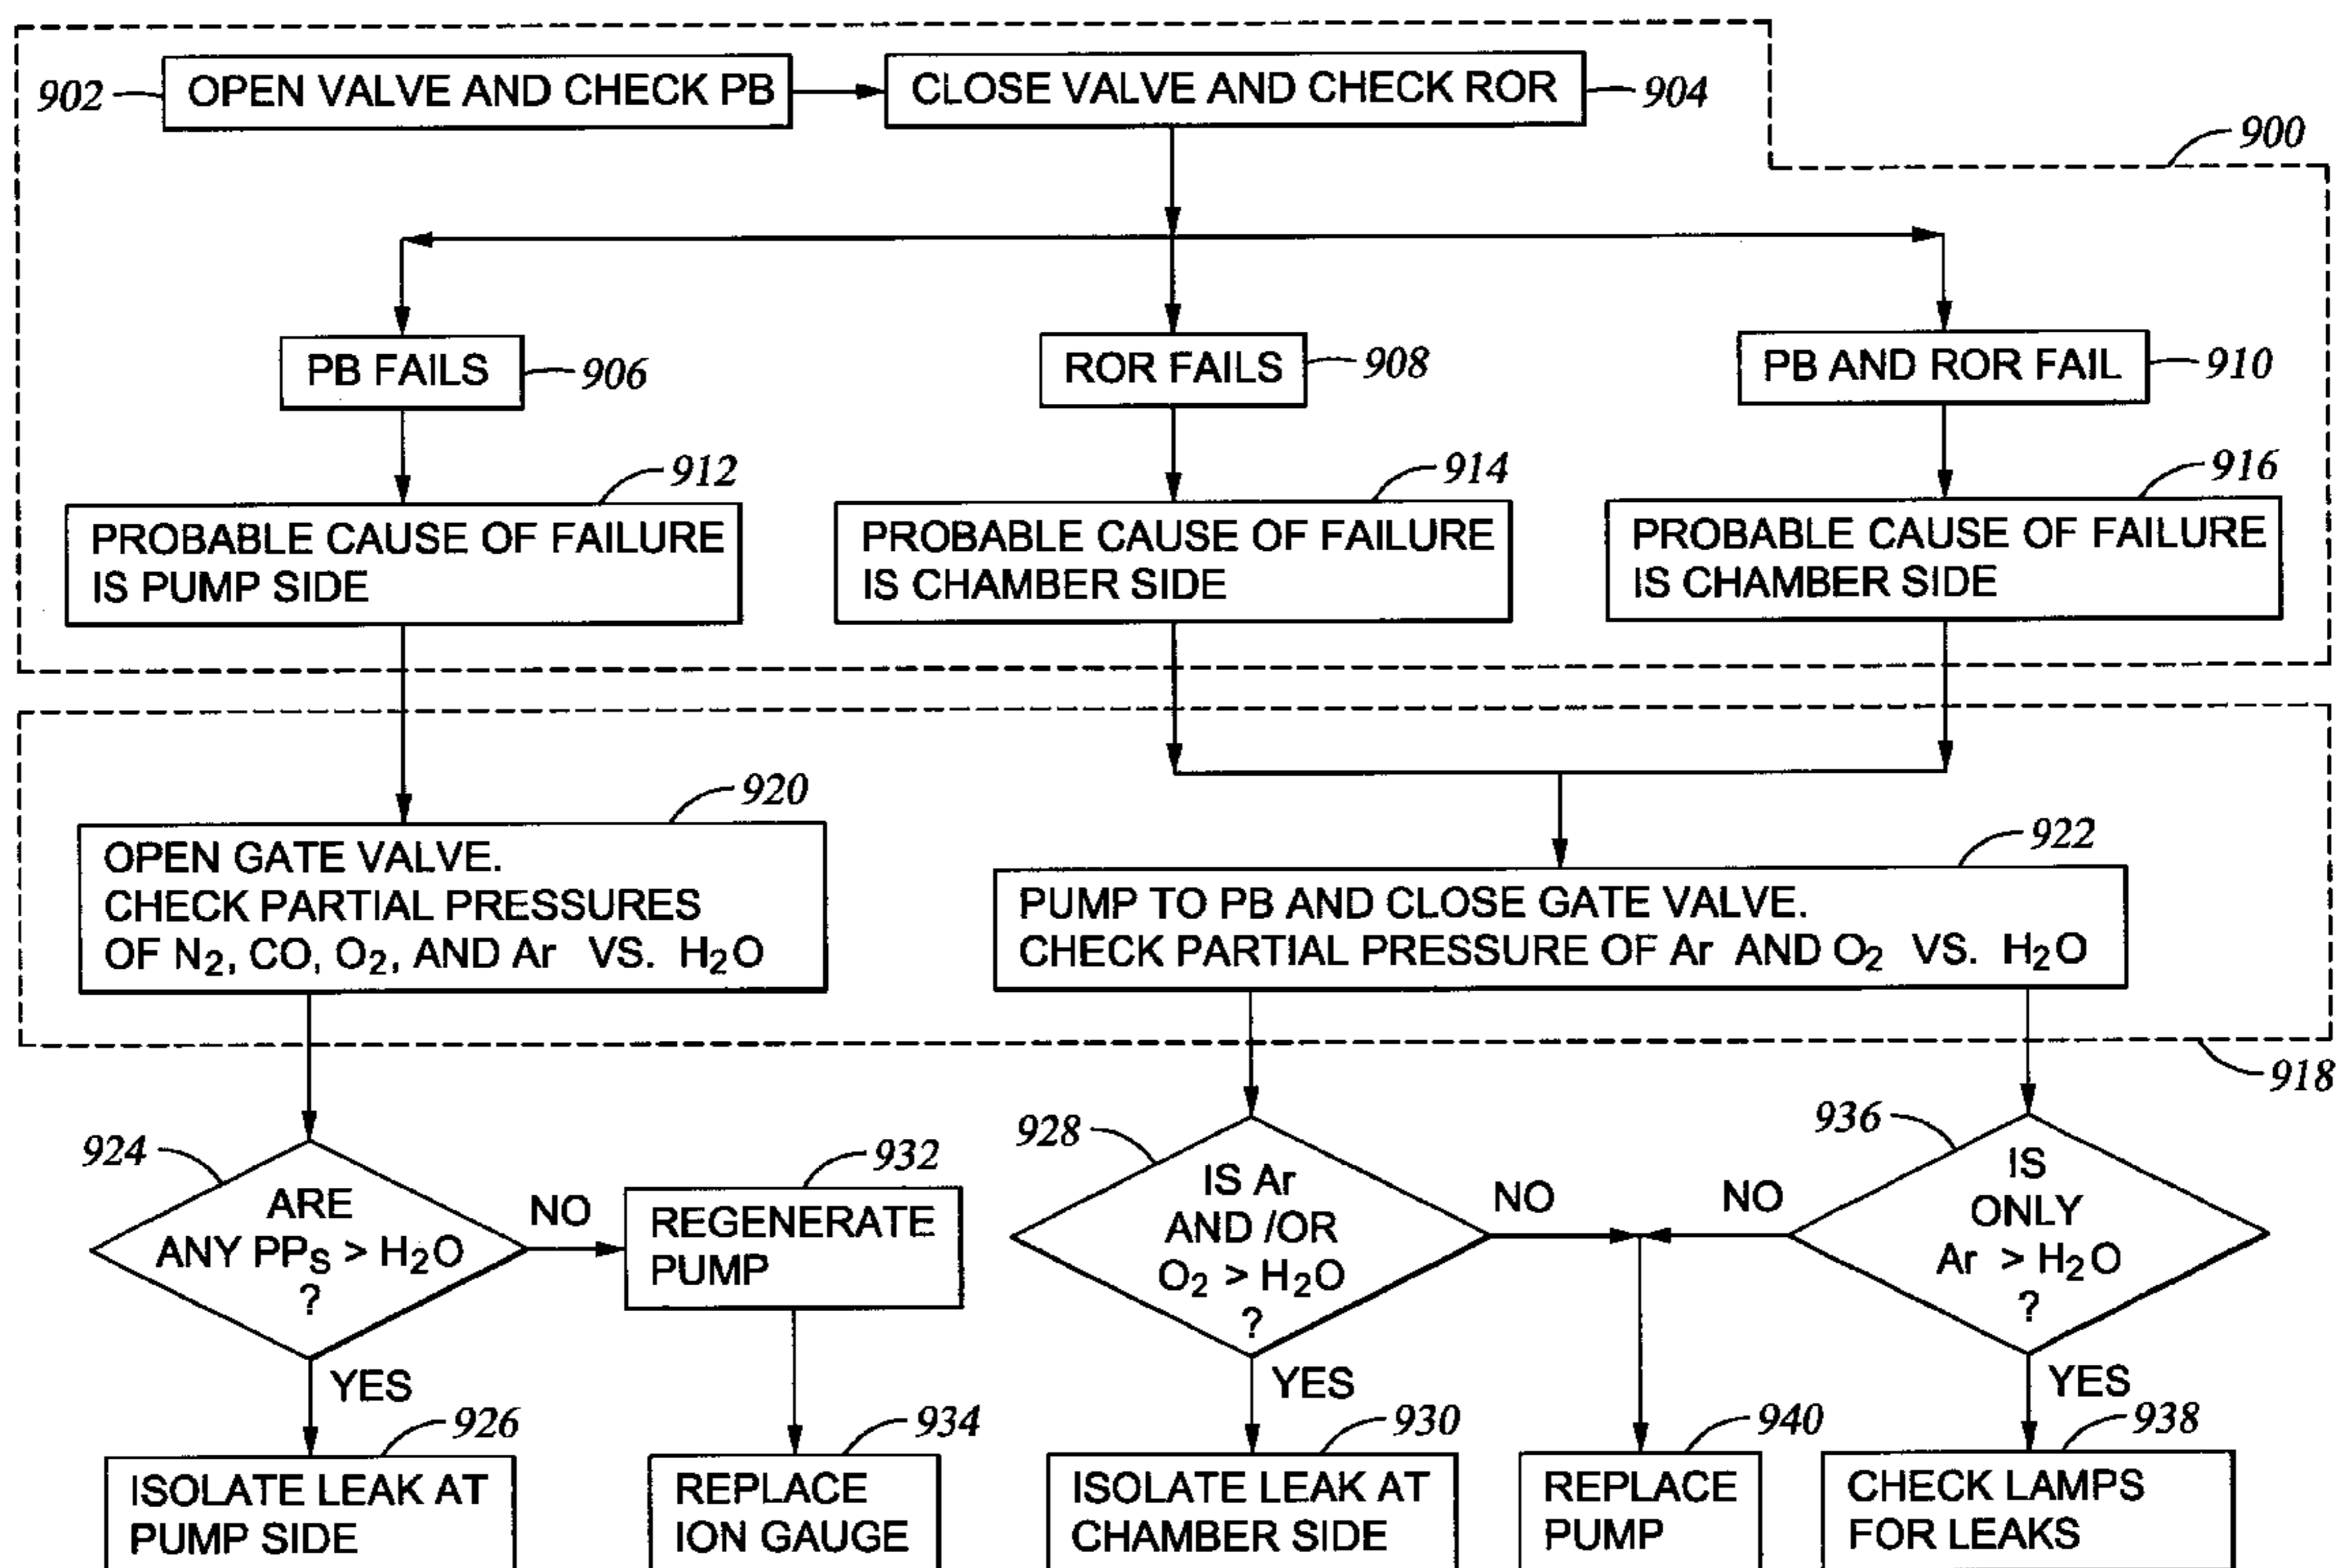 902
OPEN VALVE AND CHECK PB
CLOSE VALVE AND CHECK ROR
904
900
PB FAILS
906
ROR FAILS
908
PB AND ROR FAIL
910
912
914
916
PROBABLE CAUSE OF FAILURE
IS PUMP SIDE
PROBABLE CAUSE OF FAILURE
IS CHAMBER SIDE
PROBABLE CAUSE OF FAILURE
IS CHAMBER SIDE
920
OPEN GATE VALVE.
CHECK PARTIAL PRESSURES
OF N2, CO, O2, AND Ar VS. H2O
922
PUMP TO PB AND CLOSE GATE VALVE.
CHECK PARTIAL PRESSURE OF Ar AND O2 VS. H2O
918
924
ARE
ANY PPS > H2O
?
NO
YES
932
REGENERATE
PUMP
928
IS Ar
AND /OR
O2 > H2O
?
NO
YES
936
IS
ONLY
Ar > H2O
?
NO
YES
926
ISOLATE LEAK AT
PUMP SIDE
934
REPLACE
ION GAUGE
930
ISOLATE LEAK AT
CHAMBER SIDE
940
REPLACE
PUMP
938
CHECK LAMPS
FOR LEAKS